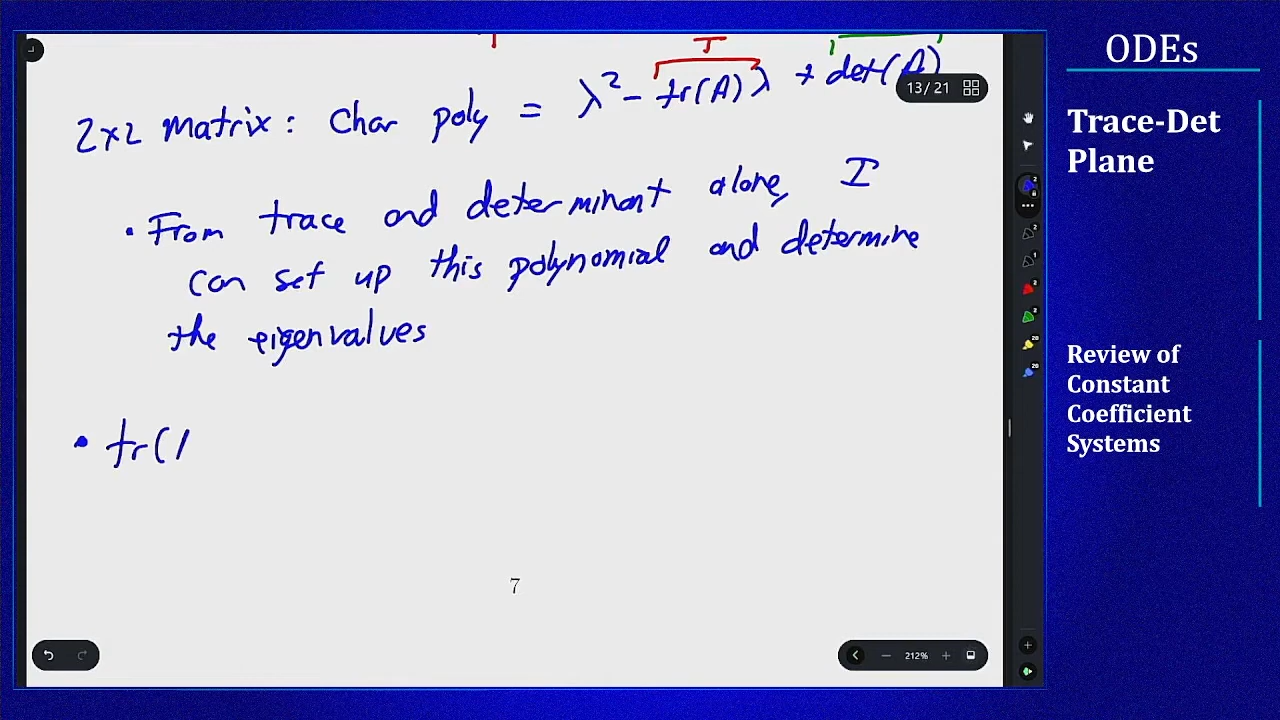 ODEs
Trace-Det
Plane
Review of
Constant
Coefficient
Systems
T
2x2 Matrix: Char poly = λ² - tr(A)λ + det(A)
13/21
• From trace and determinant alone, I
can set up this polynomial and determine
the eigenvalues
• tr(
7
212%